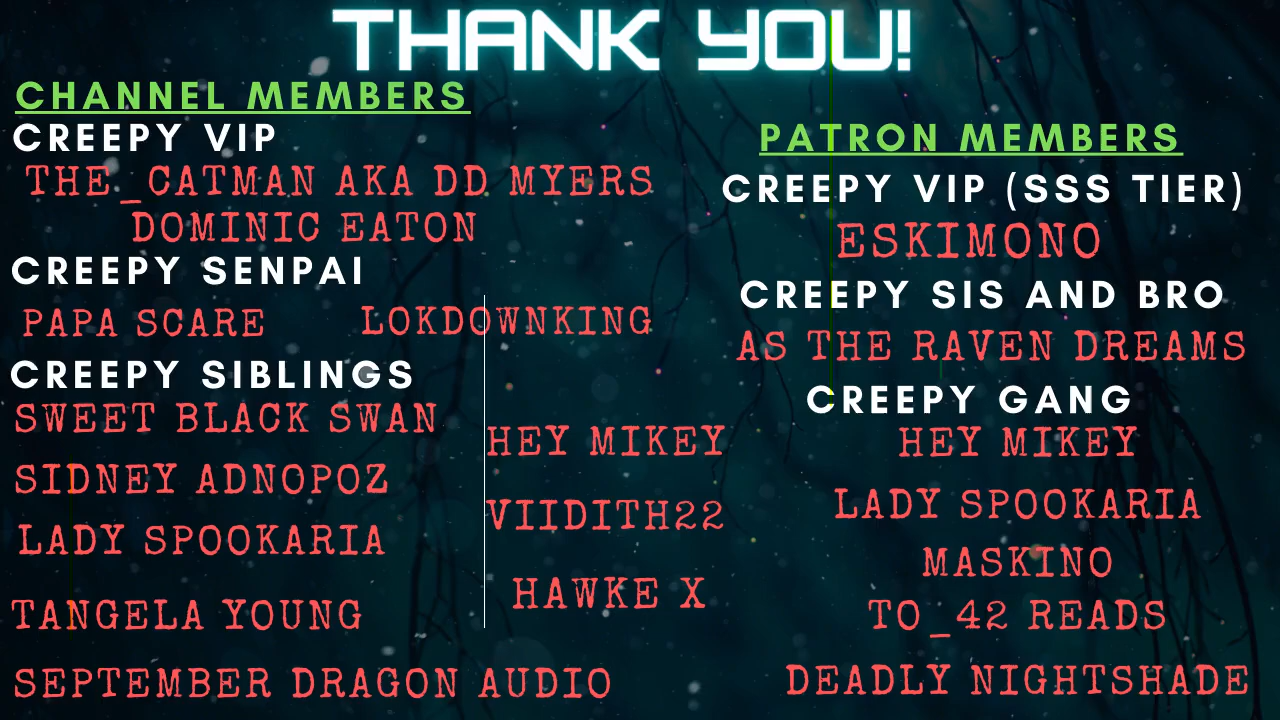 THANK YOU!
CHANNEL MEMBERS
CREEPY VIP
THE_CATMAN AKA DD MYERS
DOMINIC EATON
CREEPY SENPAI
PAPA SCARE
LOKDOWNKING
CREEPY SIBLINGS
SWEET BLACK SWAN
SIDNEY ADNOPOZ
LADY SPOOKARIA
TANGELA YOUNG
SEPTEMBER DRAGON AUDIO
HEY MIKEY
VIIDITH22
HAWKE X
PATRON MEMBERS
CREEPY VIP (SSS TIER)
ESKIMONO
CREEPY SIS AND BRO
AS THE RAVEN DREAMS
CREEPY GANG
HEY MIKEY
LADY SPOOKARIA
MASKINO
TO_42 READS
DEADLY NIGHTSHADE